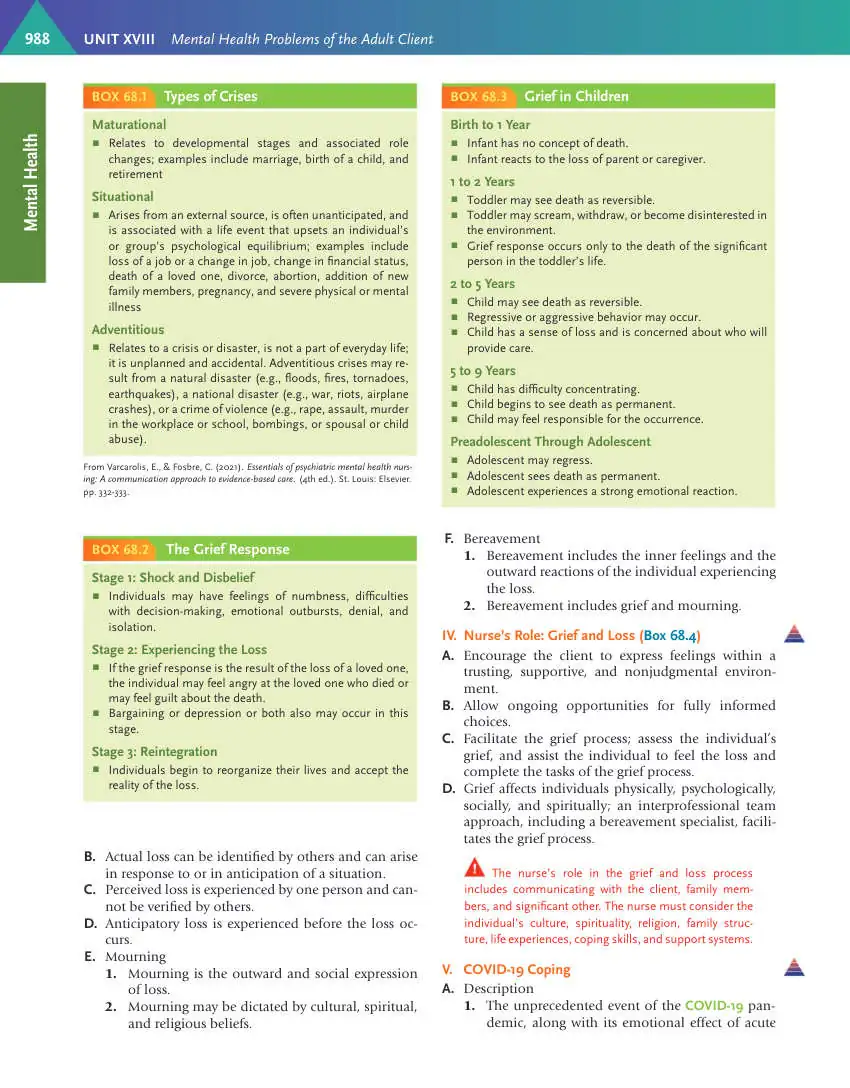 988
UNIT XVIII Mental Health Problems of the Adult Client
Mental Health
BOX 68.1 Types of Crises
Maturational
■ Relates to developmental stages and associated role
changes; examples include marriage, birth of a child, and
retirement
Situational
■ Arises from an external source, is often unanticipated, and
is associated with a life event that upsets an individual's
or group's psychological equilibrium; examples include
loss of a job or a change in job, change in financial status,
death of a loved one, divorce, abortion, addition of new
family members, pregnancy, and severe physical or mental
illness
Adventitious
■ Relates to a crisis or disaster, is not a part of everyday life;
it is unplanned and accidental. Adventitious crises may re-
sult from a natural disaster (e.g., floods, fires, tornadoes,
earthquakes), a national disaster (e.g., war, riots, airplane
crashes), or a crime of violence (e.g., rape, assault, murder
in the workplace or school, bombings, or spousal or child
abuse).
From Varcarolis, E., & Fosbre, C. (2021). Essentials of psychiatric mental health nurs-
ing: A communication approach to evidence-based care. (4th ed.). St. Louis: Elsevier.
pp. 332-333.
BOX 68.2 The Grief Response
Stage 1: Shock and Disbelief
■ Individuals may have feelings of numbness, difficulties
with decision-making, emotional outbursts, denial, and
isolation.
Stage 2: Experiencing the Loss
■ If the grief response is the result of the loss of a loved one,
the individual may feel angry at the loved one who died or
may feel guilt about the death.
■ Bargaining or depression or both also may occur in this
stage.
Stage 3: Reintegration
■ Individuals begin to reorganize their lives and accept the
reality of the loss.
B. Actual loss can be identified by others and can arise
in response to or in anticipation of a situation.
C. Perceived loss is experienced by one person and can-
not be verified by others.
D. Anticipatory loss is experienced before the loss oc-
curs.
E. Mourning
1. Mourning is the outward and social expression
of loss.
2. Mourning may be dictated by cultural, spiritual,
and religious beliefs.
BOX 68.3 Grief in Children
Birth to 1 Year
■ Infant has no concept of death.
■ Infant reacts to the loss of parent or caregiver.
1 to 2 Years
■ Toddler may see death as reversible.
■ Toddler may scream, withdraw, or become disinterested in
the environment.
■ Grief response occurs only to the death of the significant
person in the toddler's life.
2 to 5 Years
■ Child may see death as reversible.
■ Regressive or aggressive behavior may occur.
■ Child has a sense of loss and is concerned about who will
provide care.
5 to 9 Years
■ Child has difficulty concentrating.
■ Child begins to see death as permanent.
■ Child may feel responsible for the occurrence.
Preadolescent Through Adolescent
■ Adolescent may regress.
■ Adolescent sees death as permanent.
■ Adolescent experiences a strong emotional reaction.
F. Bereavement
1. Bereavement includes the inner feelings and the
outward reactions of the individual experiencing
the loss.
2. Bereavement includes grief and mourning.
IV. Nurse's Role: Grief and Loss (Box 68.4)
A. Encourage the client to express feelings within a
trusting, supportive, and nonjudgmental environ-
ment.
B. Allow ongoing opportunities for fully informed
choices.
C. Facilitate the grief process; assess the individual's
grief, and assist the individual to feel the loss and
complete the tasks of the grief process.
D. Grief affects individuals physically, psychologically,
socially, and spiritually; an interprofessional team
approach, including a bereavement specialist, facili-
tates the grief process.
The nurse's role in the grief and loss process
includes communicating with the client, family mem-
bers, and significant other. The nurse must consider the
individual's culture, spirituality, religion, family struc-
ture, life experiences, coping skills, and support systems.
V. COVID-19 Coping
A. Description
1. The unprecedented event of the COVID-19 pan-
demic, along with its emotional effect of acute